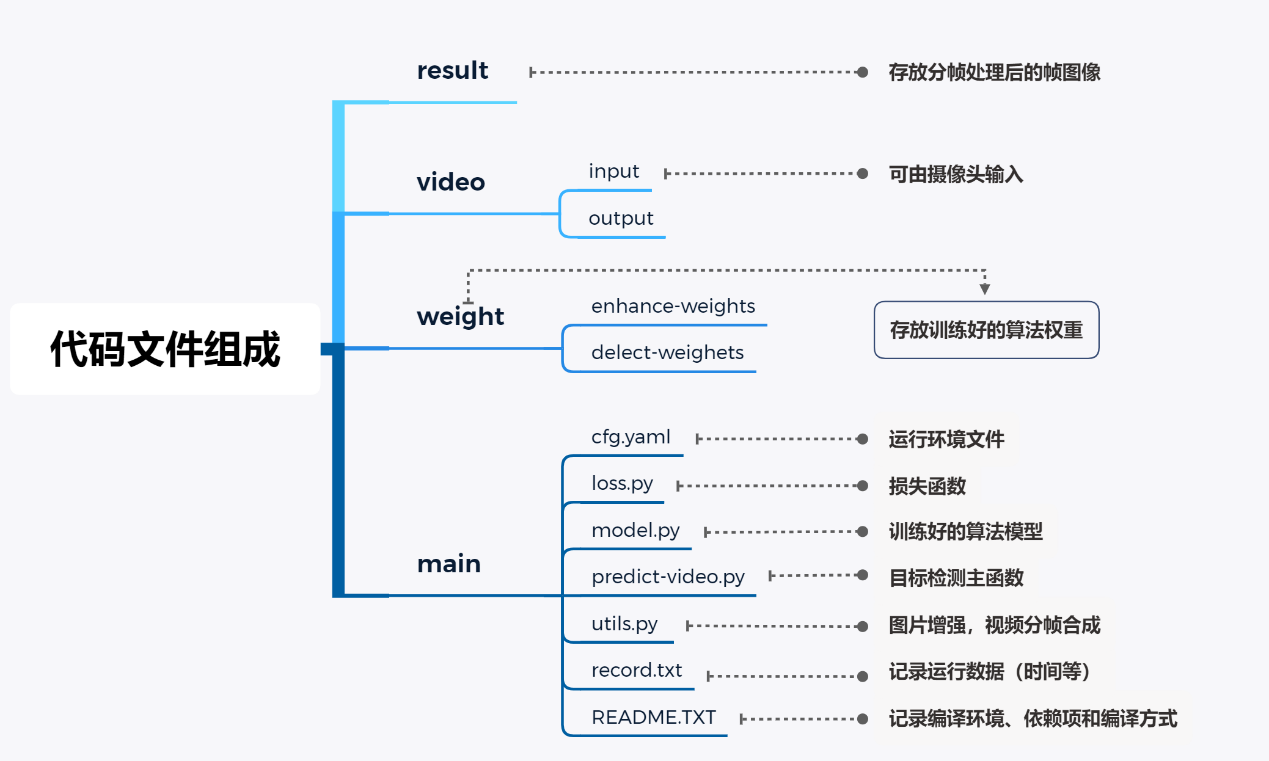 代码文件组成
result
存放分帧处理后的帧图像
video
input
可由摄像头输入
output
weight
enhance-weights
delect-weighets
存放训练好的算法权重
main
cfg.yaml
运行环境文件
loss.py
损失函数
model.py
训练好的算法模型
predict-video.py
目标检测主函数
utils.py
图片增强，视频分帧合成
record.txt
记录运行数据（时间等）
README.TXT
记录编译环境、依赖项和编译方式